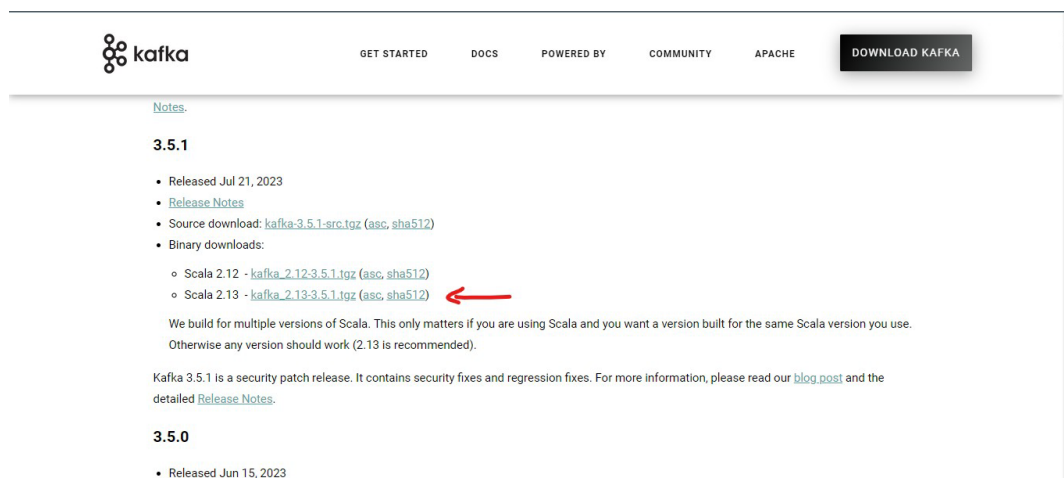 kafka
GET STARTED DOCS POWERED BY COMMUNITY APACHE DOWNLOAD KAFKA
Notes.
3.5.1
• Released Jul 21, 2023
• Release Notes
• Source download: kafka-3.5.1-src.tgz (asc, sha512)
• Binary downloads:
◦ Scala 2.12 - kafka_2.12-3.5.1.tgz (asc, sha512)
◦ Scala 2.13 - kafka_2.13-3.5.1.tgz (asc, sha512)
We build for multiple versions of Scala. This only matters if you are using Scala and you want a version built for the same Scala version you use.
Otherwise any version should work (2.13 is recommended).
Kafka 3.5.1 is a security patch release. It contains security fixes and regression fixes. For more information, please read our blog post and the
detailed Release Notes.
3.5.0
• Released Jun 15, 2023